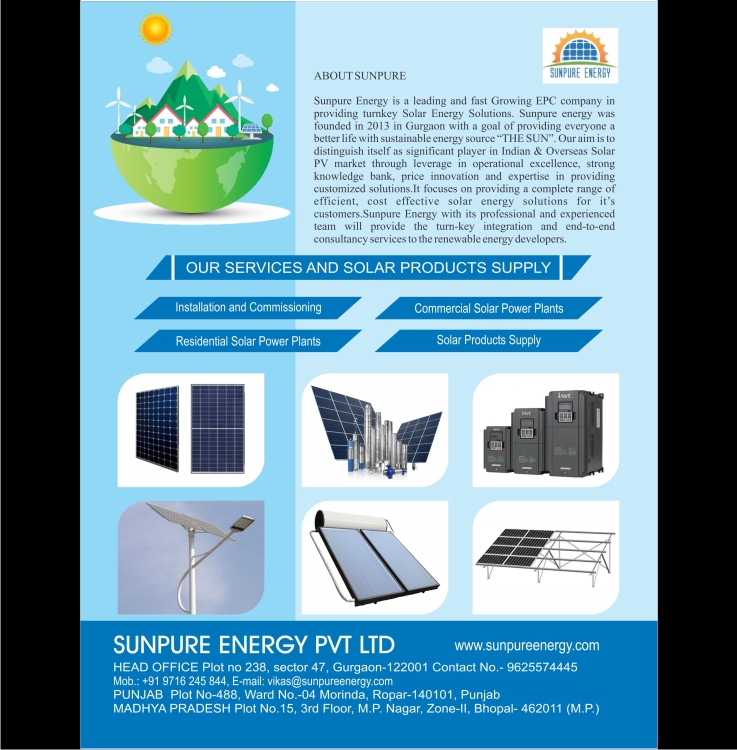 SUNPURE ENERGY
ABOUT SUNPURE
Sunpure Energy is a leading and fast Growing EPC company in
providing turnkey Solar Energy Solutions. Sunpure energy was
founded in 2013 in Gurgaon with a goal of providing everyone a
better life with sustainable energy source “THE SUN”. Our aim is to
distinguish itself as significant player in Indian & Overseas Solar
PV market through leverage in operational excellence, strong
knowledge bank, price innovation and expertise in providing
customized solutions.It focuses on providing a complete range of
efficient, cost effective solar energy solutions for it’s
customers.Sunpure Energy with its professional and experienced
team will provide the turn-key integration and end-to-end
consultancy services to the renewable energy developers.
OUR SERVICES AND SOLAR PRODUCTS SUPPLY
Installation and Commissioning
Commercial Solar Power Plants
Residential Solar Power Plants
Solar Products Supply
SUNPURE ENERGY PVT LTD
www.sunpureenergy.com
HEAD OFFICE Plot no 238, sector 47, Gurgaon-122001 Contact No.- 9625574445
Mob.: +91 9716 245 844, E-mail: vikas@sunpureenergy.com
PUNJAB Plot No-488, Ward No.-04 Morinda, Ropar-140101, Punjab
MADHYA PRADESH Plot No.15, 3rd Floor, M.P. Nagar, Zone-II, Bhopal- 462011 (M.P.)